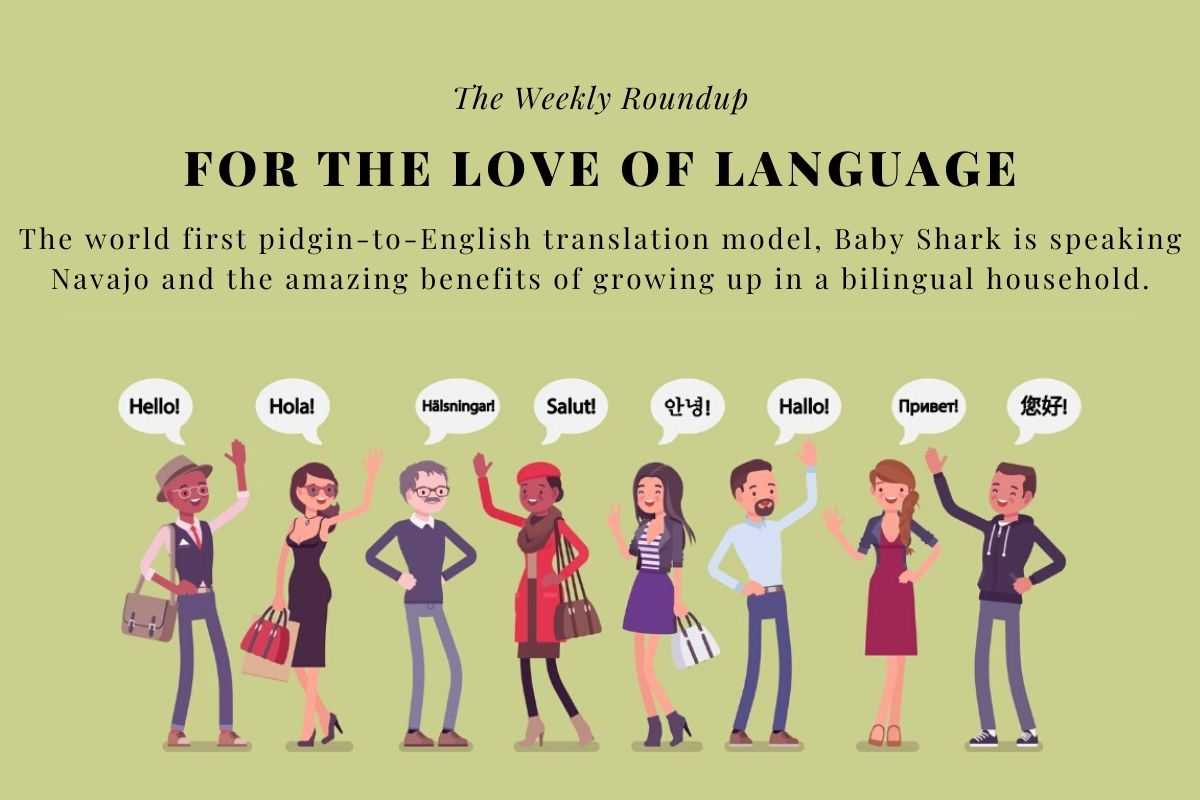 The Weekly Roundup
FOR THE LOVE OF LANGUAGE
The world first pidgin-to-English translation model, Baby Shark is speaking
Navajo and the amazing benefits of growing up in a bilingual household.
Hello!
Hola!
Hälsningar!
Salut!
안녕!
Hallo!
Привет!
您好!